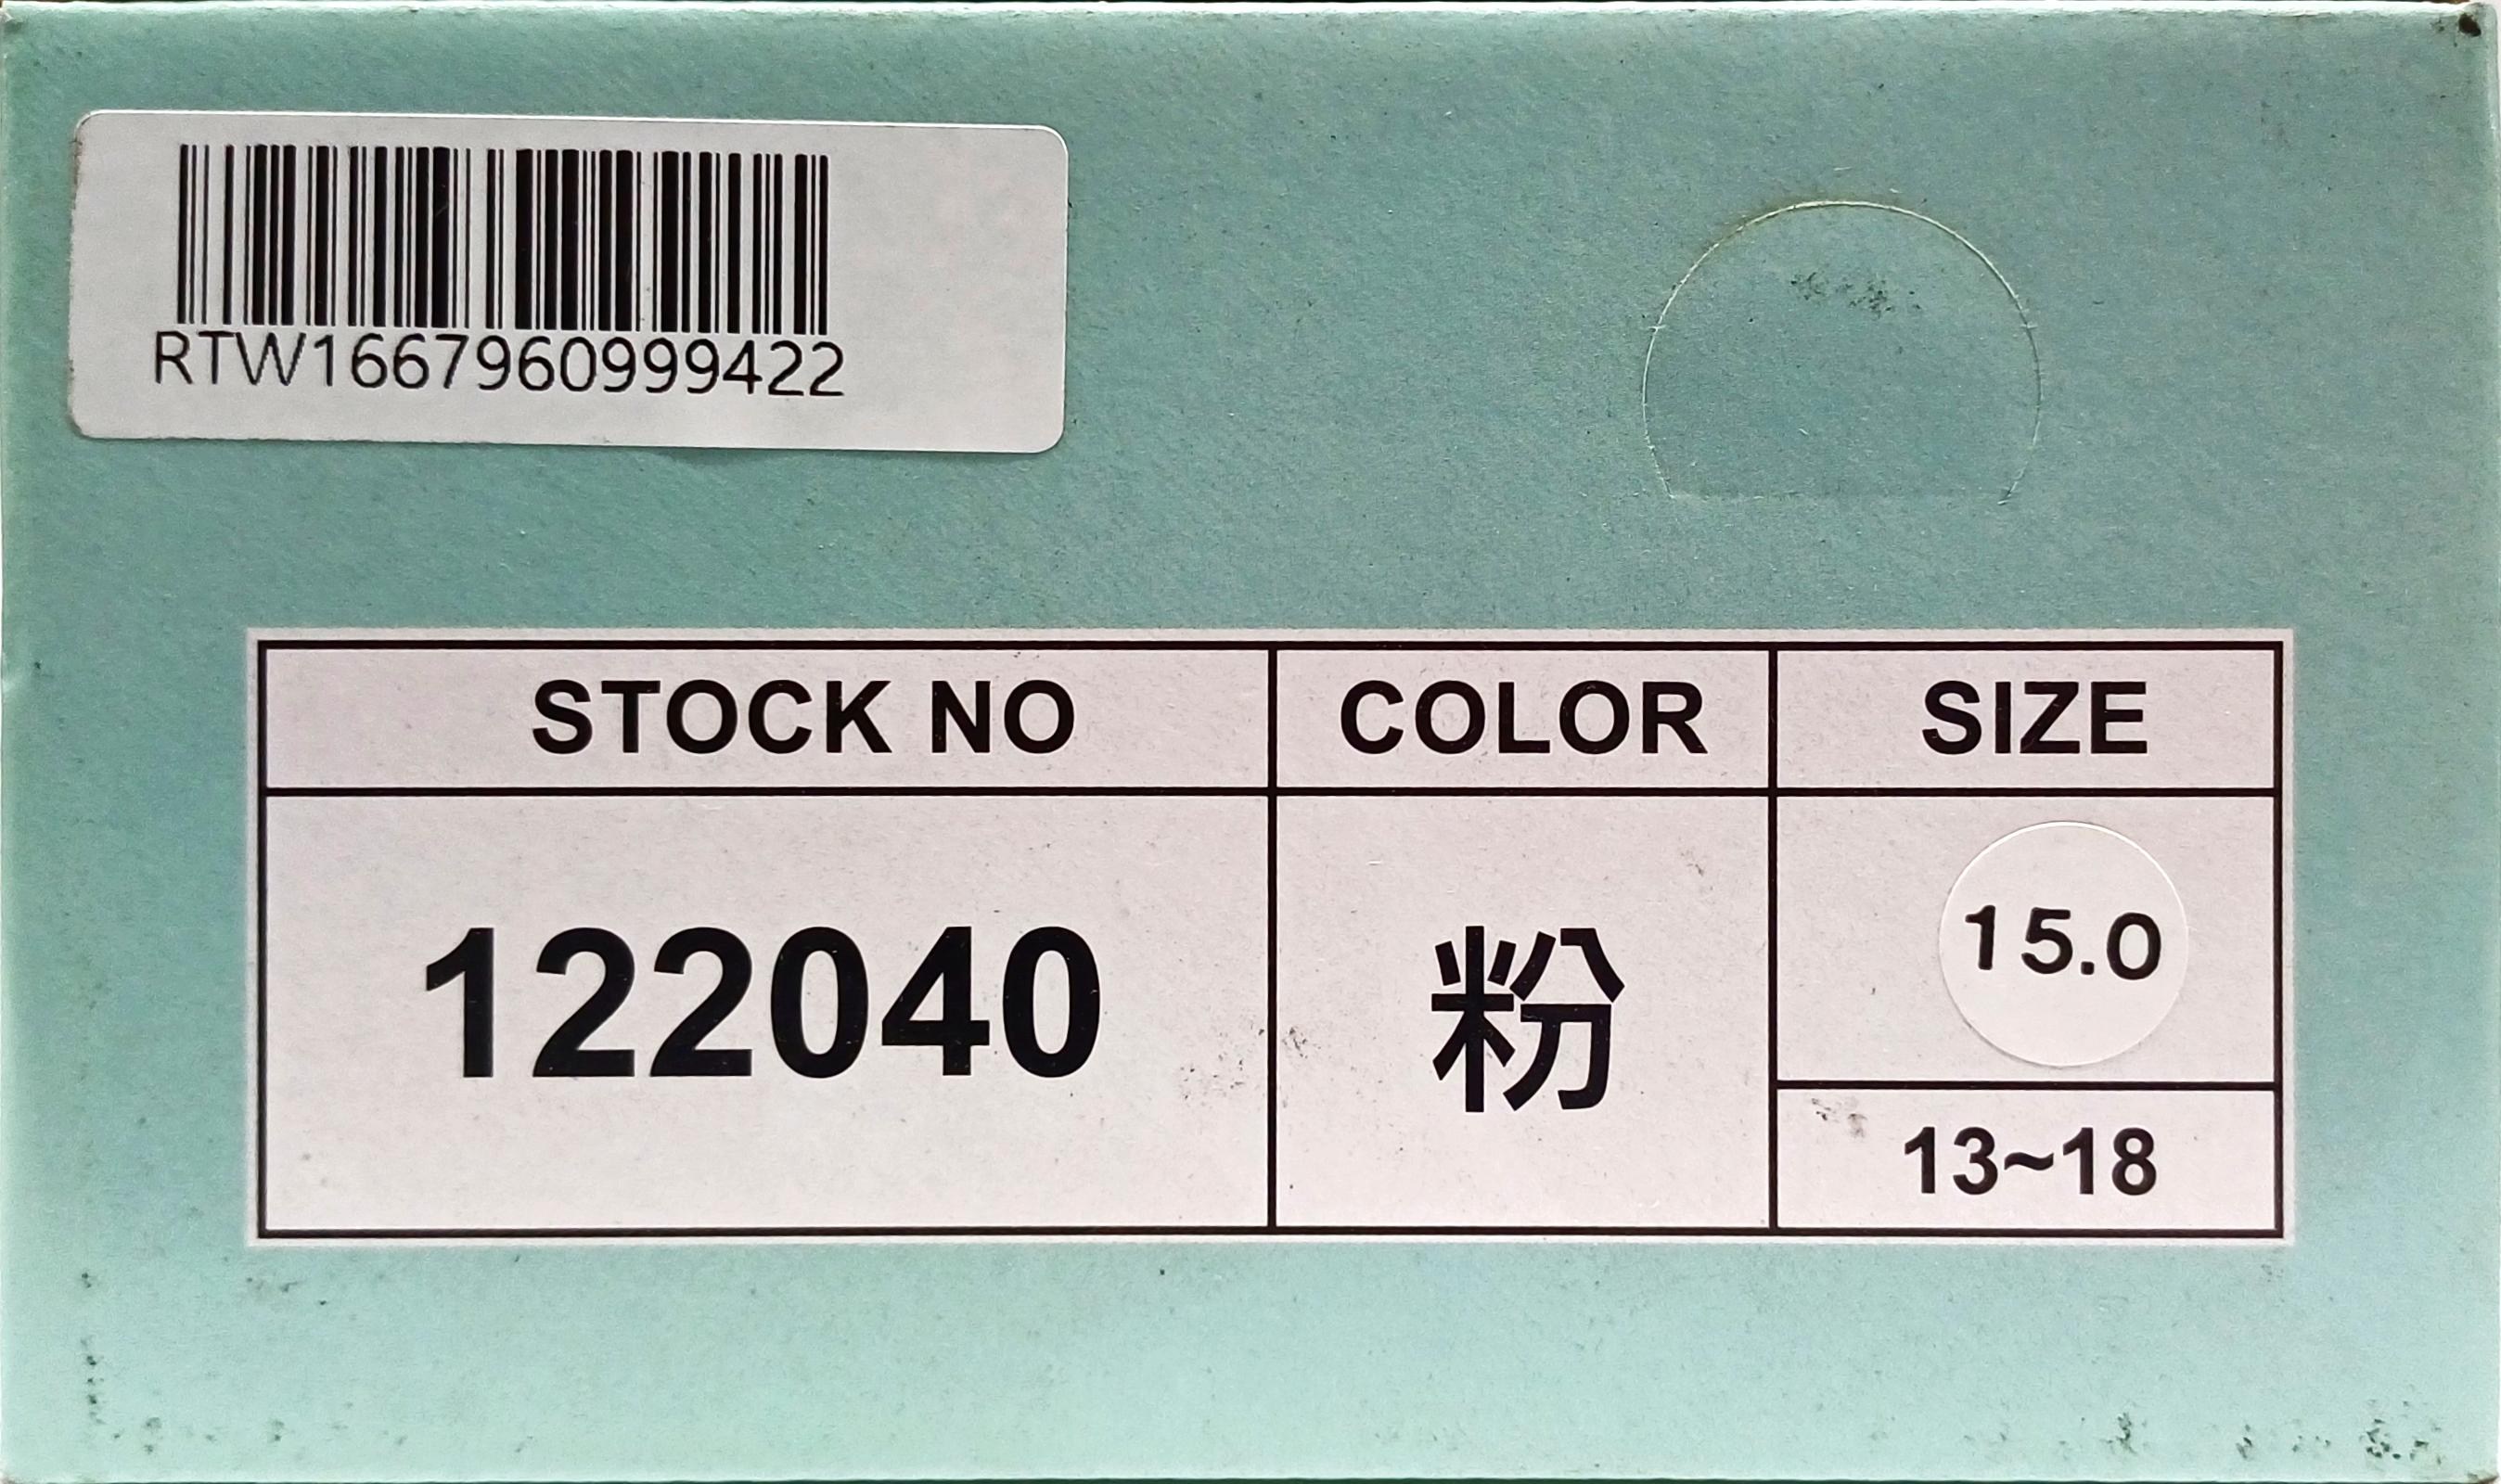 RTW1667960999422
STOCK NO COLOR SIZE
122040 粉 15.0
13~18